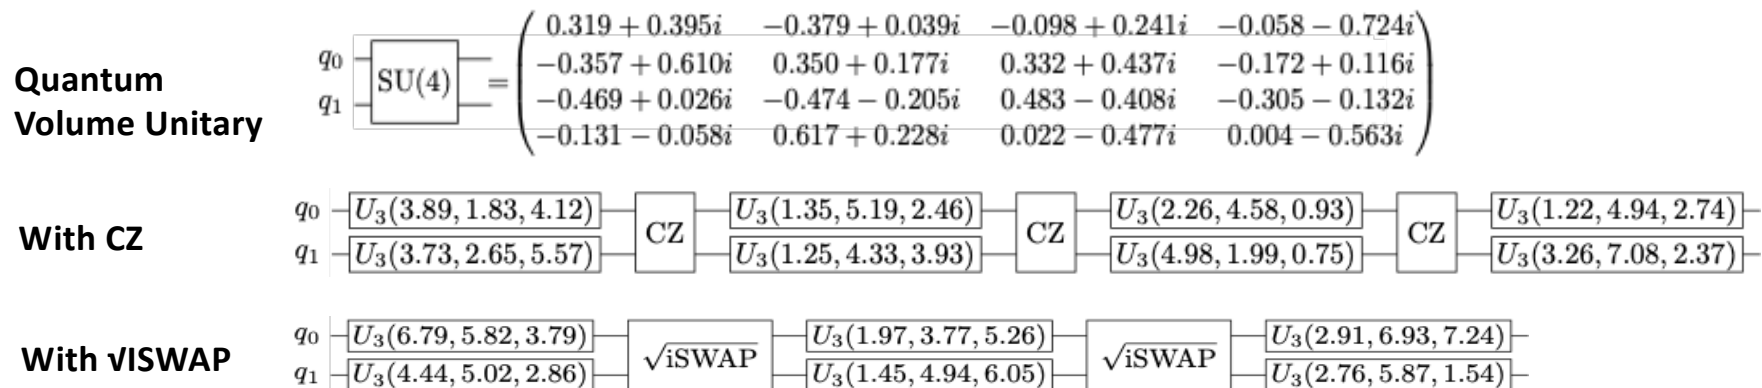 Quantum
Volume Unitary
q₀
q₁
SU(4)
=
0.319 + 0.395i −0.379 + 0.039i −0.098 + 0.241i −0.058 − 0.724i
−0.357 + 0.610i 0.350 + 0.177i 0.332 + 0.437i −0.172 + 0.116i
−0.469 + 0.026i −0.474 − 0.205i 0.483 − 0.408i −0.305 − 0.132i
−0.131 − 0.058i 0.617 + 0.228i 0.022 − 0.477i 0.004 − 0.563i
With CZ
q₀ U₃(3.89, 1.83, 4.12) CZ U₃(1.35, 5.19, 2.46) CZ U₃(2.26, 4.58, 0.93) CZ U₃(1.22, 4.94, 2.74)
q₁ U₃(3.73, 2.65, 5.57) U₃(1.25, 4.33, 3.93) U₃(4.98, 1.99, 0.75) U₃(3.26, 7.08, 2.37)
With √ISWAP
q₀ U₃(6.79, 5.82, 3.79) √iSWAP U₃(1.97, 3.77, 5.26) √iSWAP U₃(2.91, 6.93, 7.24)
q₁ U₃(4.44, 5.02, 2.86) U₃(1.45, 4.94, 6.05) U₃(2.76, 5.87, 1.54)